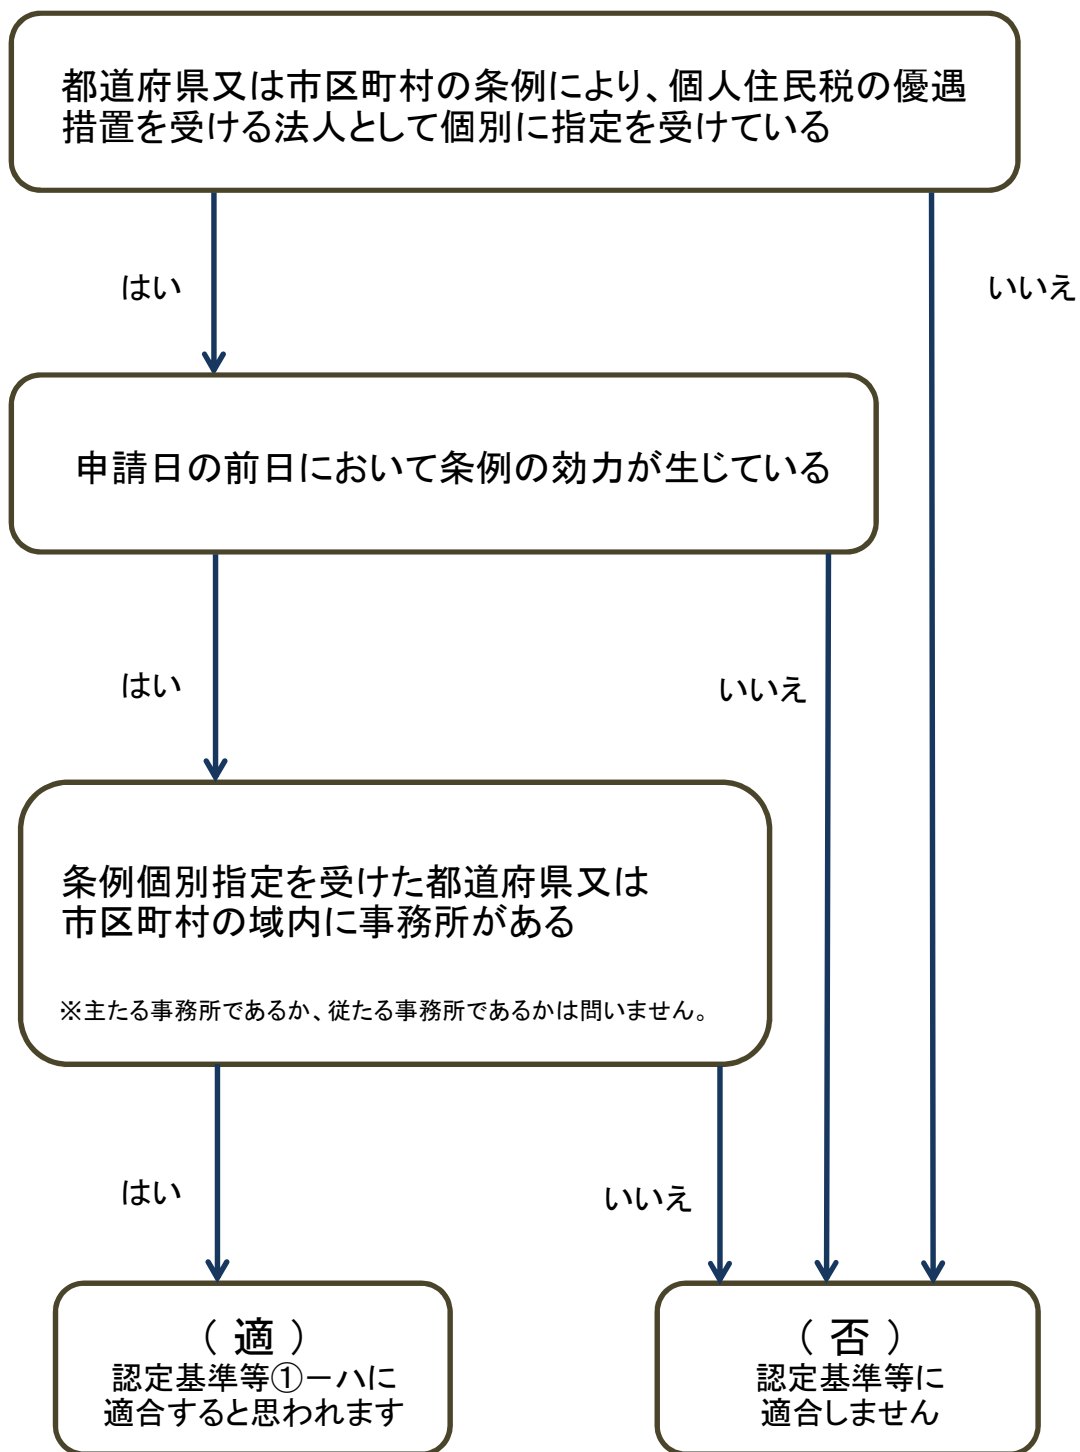 都道府県又は市区町村の条例により、個人住民税の優遇
措置を受ける法人として個別に指定を受けている
はい
いいえ
申請日の前日において条例の効力が生じている
はい
いいえ
条例個別指定を受けた都道府県又は
市区町村の域内に事務所がある
※主たる事務所であるか、従たる事務所であるかは問いません。
はい
いいえ
（ 適 ）
認定基準等①－ハに
適合すると思われます
（ 否 ）
認定基準等に
適合しません